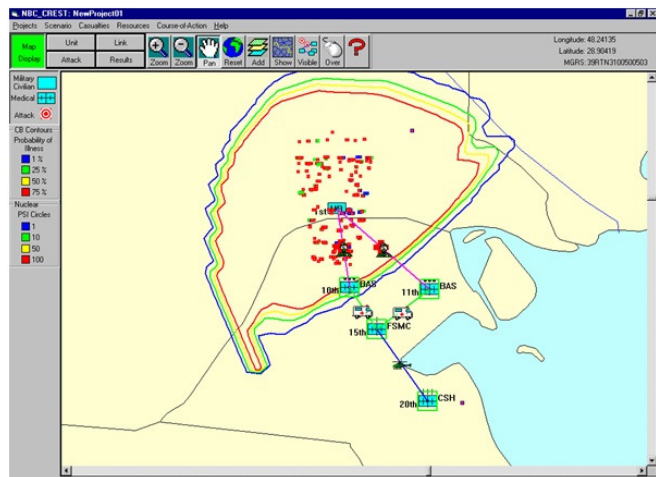 NBC_CREST: NewProject01
Projects Scenario Casualties Resources Course-of-Action Help
Map Display
Unit
Link
Attack
Results
Zoom
Zoom
Pan
Reset
Add
Show
Visible
Over
Longitude: 48.24135
Latitude: 28.90419
MGRS: 39RTN3100500503
Military
Civilian
Medical
Attack
CB Contours
Probability of
Illness
1 %
25 %
50 %
75 %
Nuclear
PSI Circles
1
10
50
100
1st
10th BAS
11th BAS
15th FSMC
20th CSH